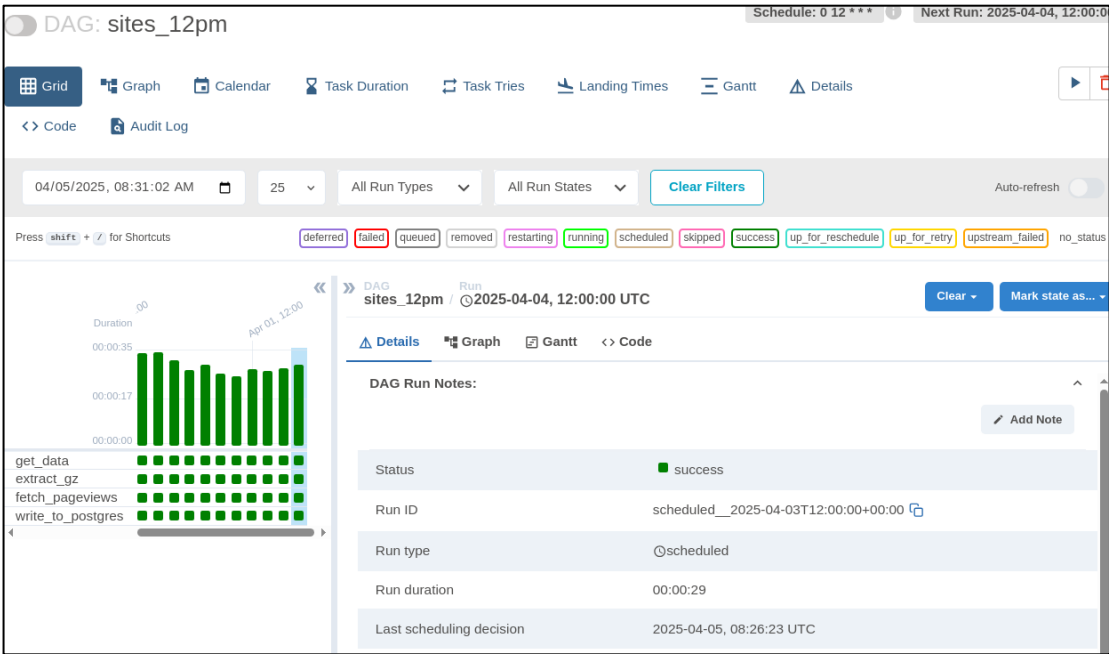 DAG: sites_12pm
Schedule: 0 12 * * *
Next Run: 2025-04-04, 12:00:00
Grid
Graph
Calendar
Task Duration
Task Tries
Landing Times
Gantt
Details
Code
Audit Log
04/05/2025, 08:31:02 AM
25
All Run Types
All Run States
Clear Filters
Auto-refresh
Press shift + / for Shortcuts
deferred failed queued removed restarting running scheduled skipped success up_for_reschedule up_for_retry upstream_failed no_status
:00
Apr 01, 12:00
Duration
00:00:35
00:00:17
00:00:00
get_data
extract_gz
fetch_pageviews
write_to_postgres
DAG
Run
sites_12pm / 2025-04-04, 12:00:00 UTC
Clear
Mark state as...
Details
Graph
Gantt
Code
DAG Run Notes:
Add Note
Status success
Run ID scheduled__2025-04-03T12:00:00+00:00
Run type scheduled
Run duration 00:00:29
Last scheduling decision 2025-04-05, 08:26:23 UTC